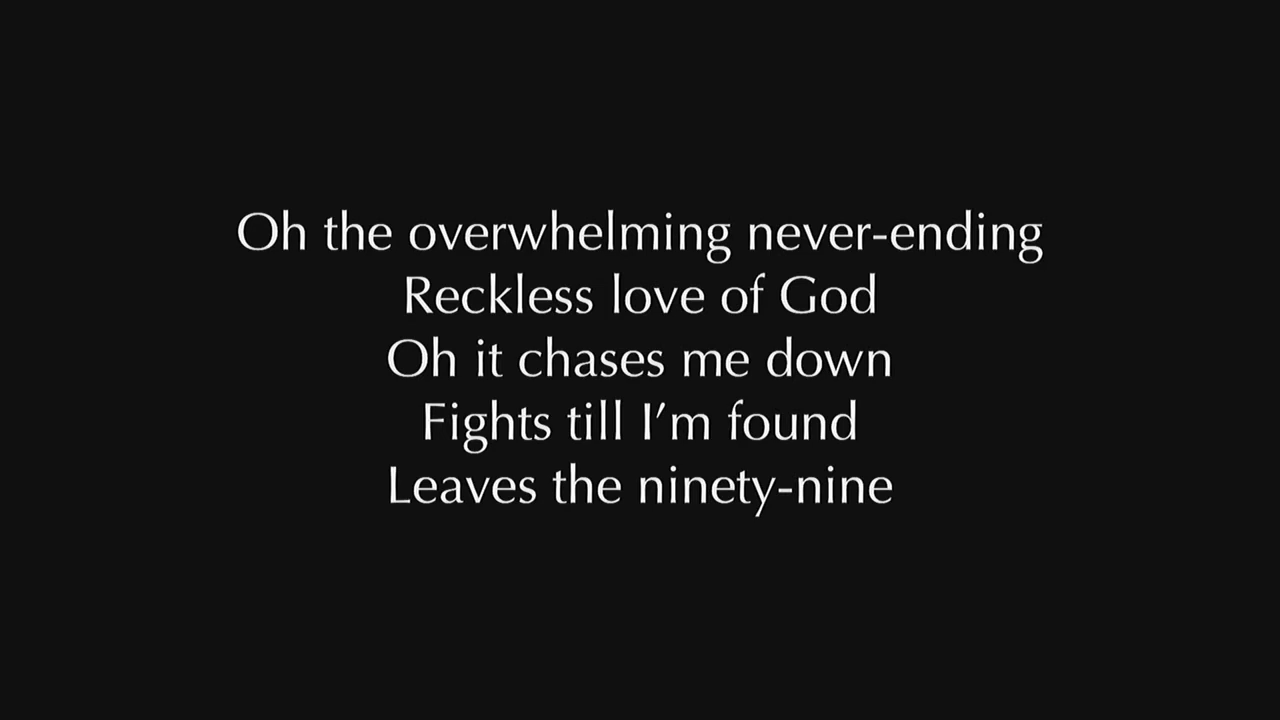 Oh the overwhelming never-ending
Reckless love of God
Oh it chases me down
Fights till I’m found
Leaves the ninety-nine